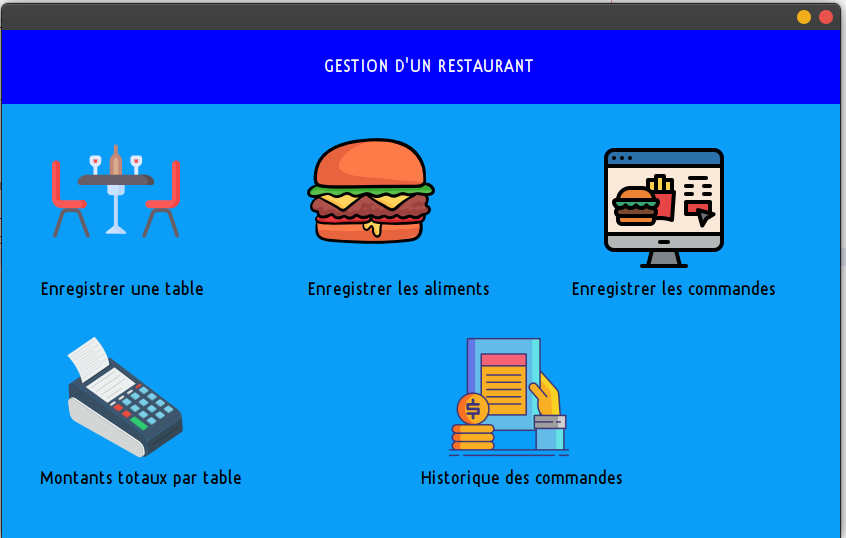 GESTION D'UN RESTAURANT
Enregistrer une table
Enregistrer les aliments
Enregistrer les commandes
Montants totaux par table
Historique des commandes